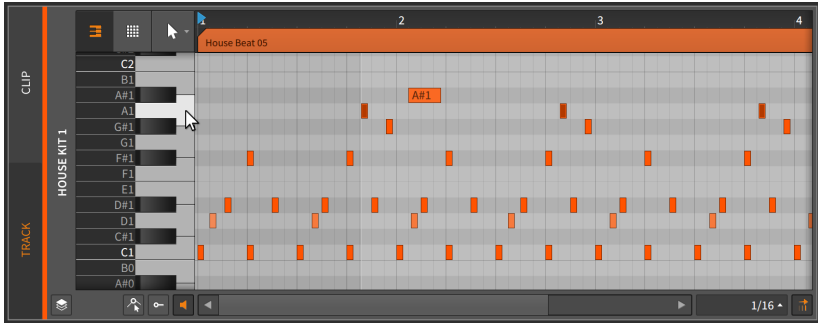 1 2 3 4
House Beat 05
CLIP
TRACK
HOUSE KIT 1
C2
B1
A#1
A#1
A1
G#1
G1
F#1
F1
E1
D#1
D1
C#1
C1
B0
A#0
1/16